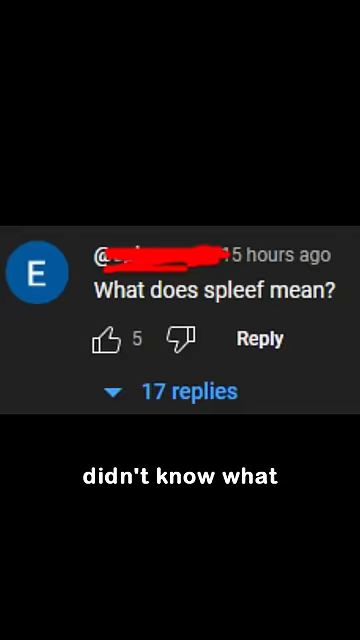 E
@ 15 hours ago
What does spleef mean?
5
Reply
17 replies
didn't know what